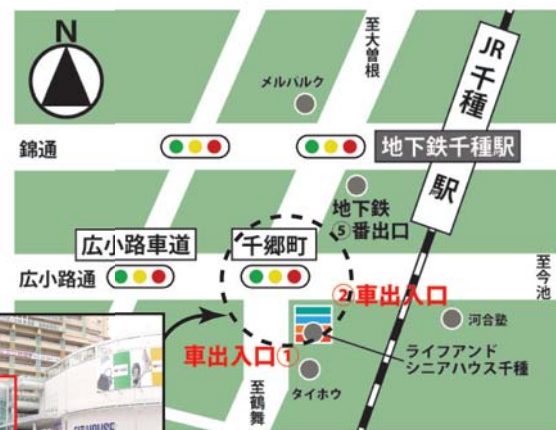 N
至大曽根
JR千種駅
メルパルク
錦通
地下鉄千種駅
地下鉄
⑤番出口
広小路車道
千郷町
広小路通
至今池
②車出入口
河合塾
車出入口①
ライフアンド
シニアハウス千種
タイホウ
至鶴舞